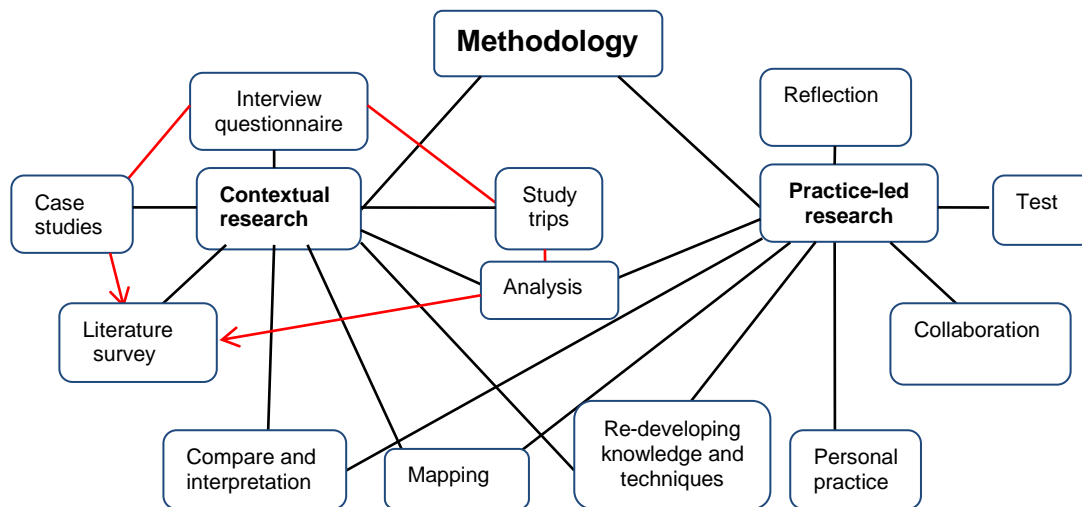 Methodology
Interview
questionnaire
Reflection
Case
studies
Contextual
research
Study
trips
Practice-led
research
Test
Analysis
Literature
survey
Collaboration
Compare and
interpretation
Mapping
Re-developing
knowledge and
techniques
Personal
practice